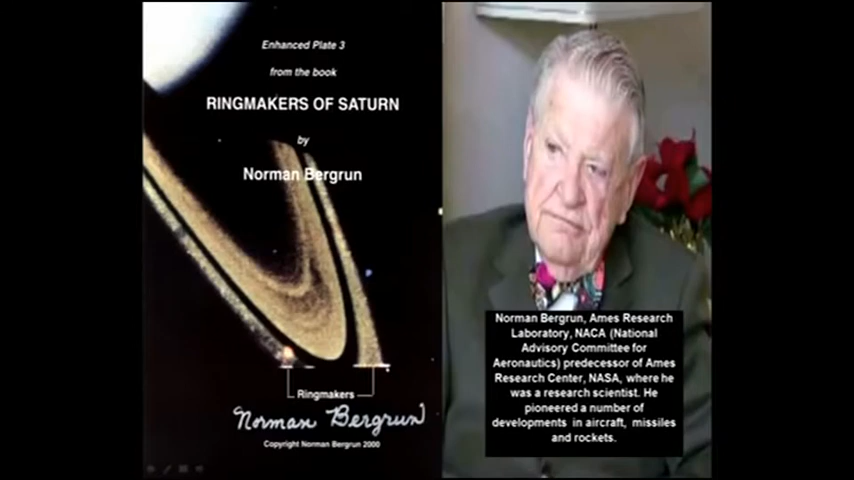 Enhanced Plate 3
from the book
RINGMAKERS OF SATURN
by
Norman Bergrun
Ringmakers
Norman Bergrun
Copyright Norman Bergrun 2000
Norman Bergrun, Ames Research
Laboratory, NACA (National
Advisory Committee for
Aeronautics) predecessor of Ames
Research Center, NASA, where he
was a research scientist. He
pioneered a number of
developments in aircraft, missiles
and rockets.